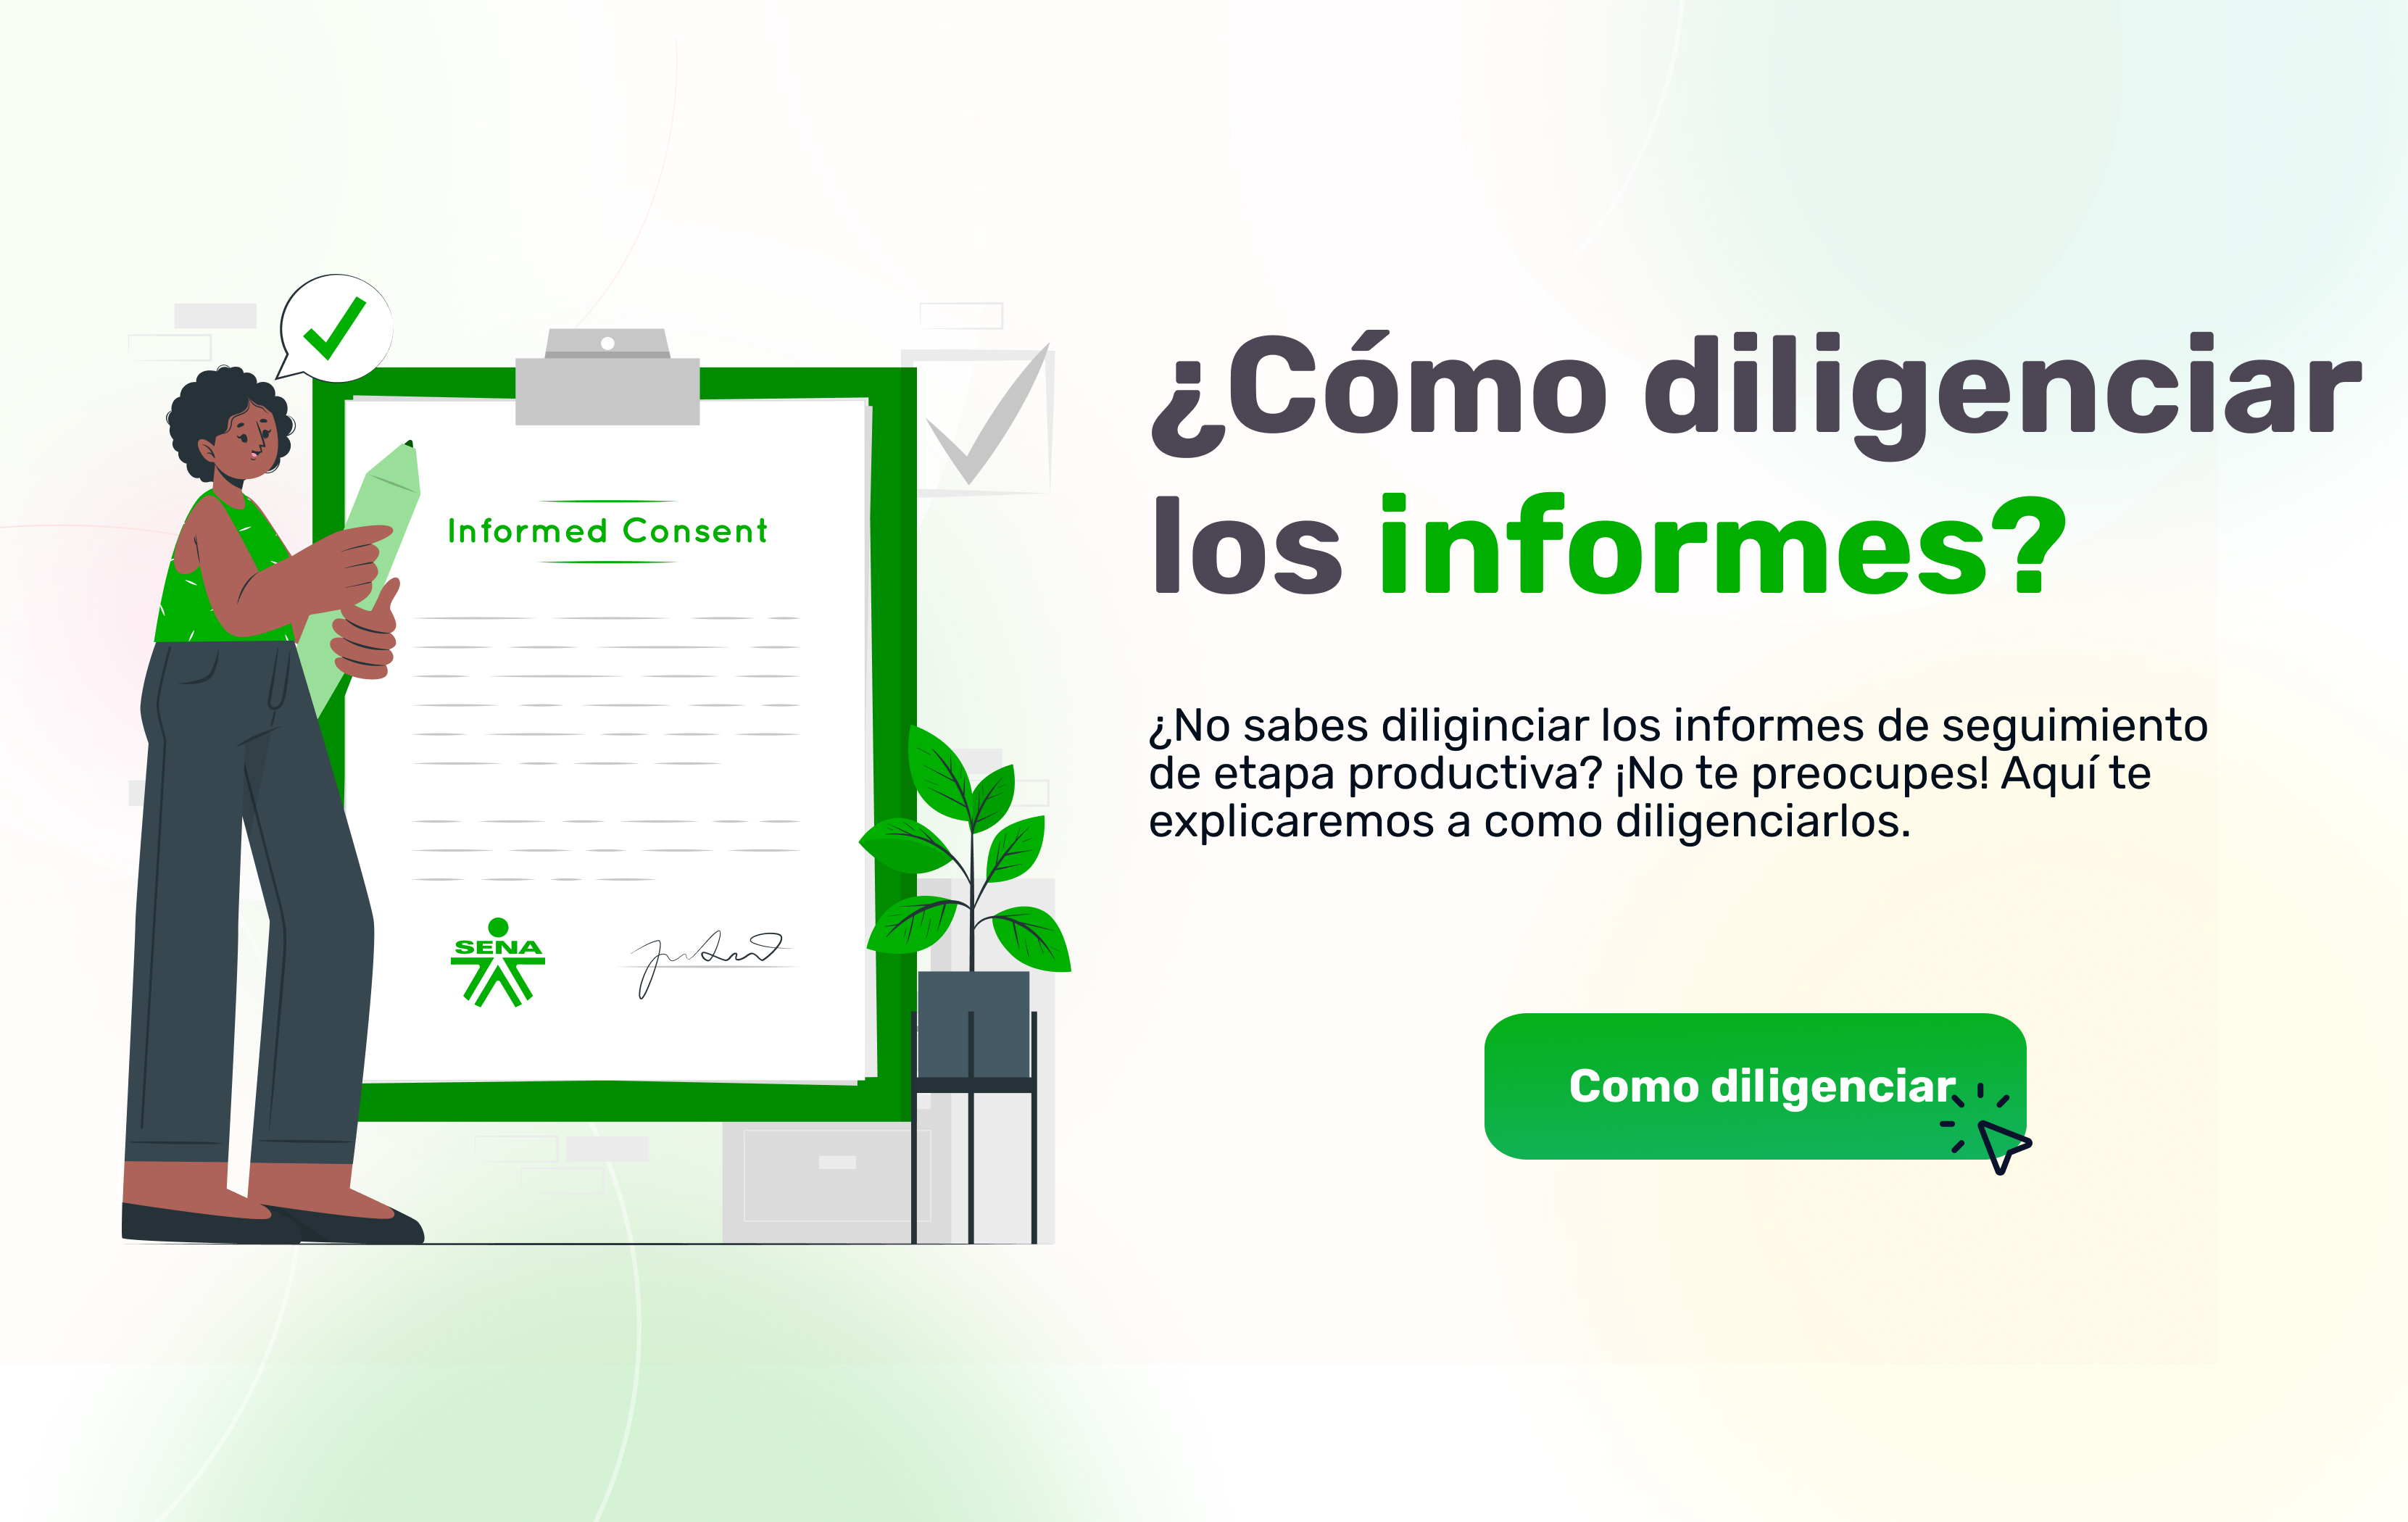 ¿Cómo diligenciar
los informes?
Informed Consent
¿No sabes diliginciar los informes de seguimiento
de etapa productiva? ¡No te preocupes! Aquí te
explicaremos a como diligenciarlos.
SENA
Como diligenciar